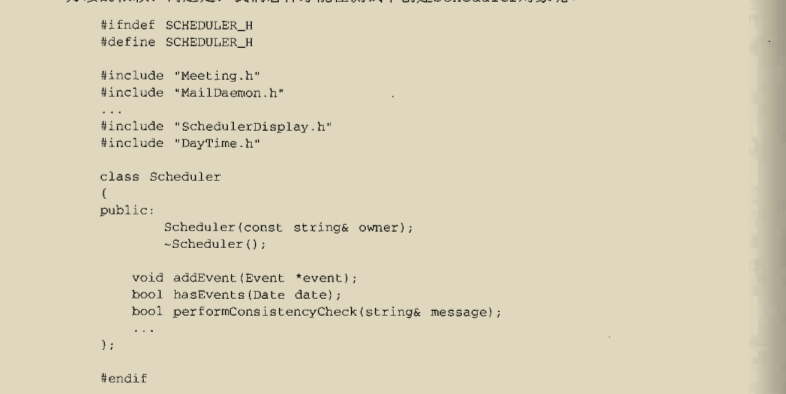 #ifndef SCHEDULER_H
#define SCHEDULER_H
#include "Meeting.h"
#include "MailDaemon.h"
...
#include "SchedulerDisplay.h"
#include "DayTime.h"
class Scheduler
{
public:
Scheduler(const string& owner);
~Scheduler();
void addEvent(Event *event);
bool hasEvents(Date date);
bool performConsistencyCheck(string& message);
...
};
#endif